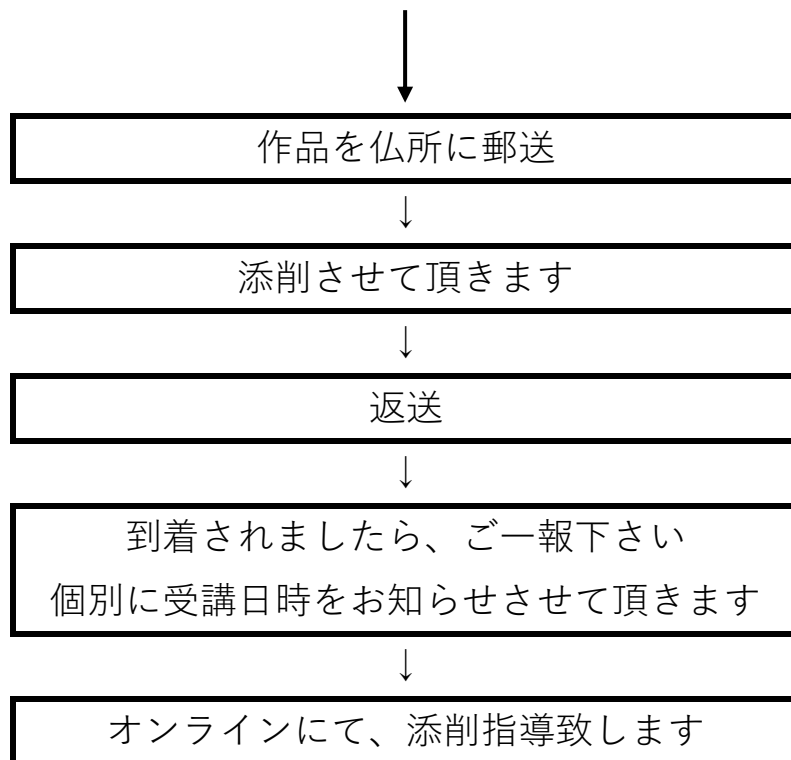 作品を仏所に郵送
↓
添削させて頂きます
↓
返送
↓
到着されましたら、ご一報下さい
個別に受講日時をお知らせさせて頂きます
↓
オンラインにて、添削指導致します